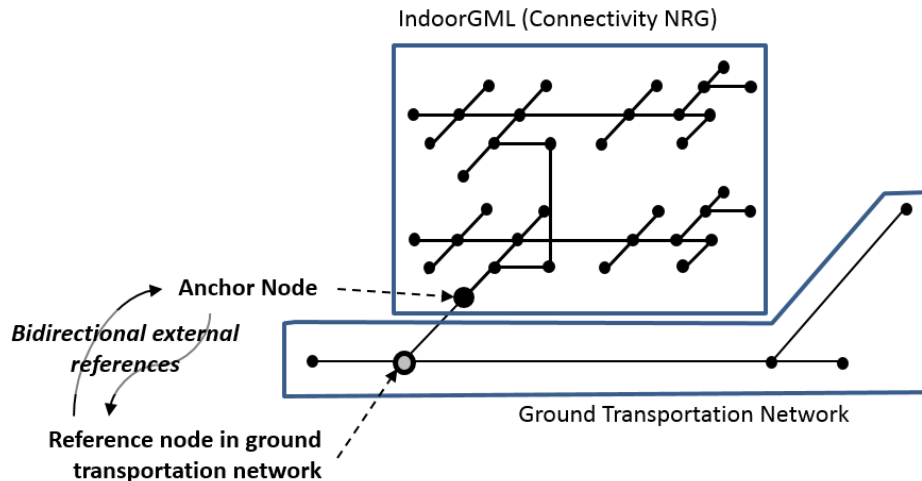 IndoorGML (Connectivity NRG)
Anchor Node
Bidirectional external
references
Ground Transportation Network
Reference node in ground
transportation network